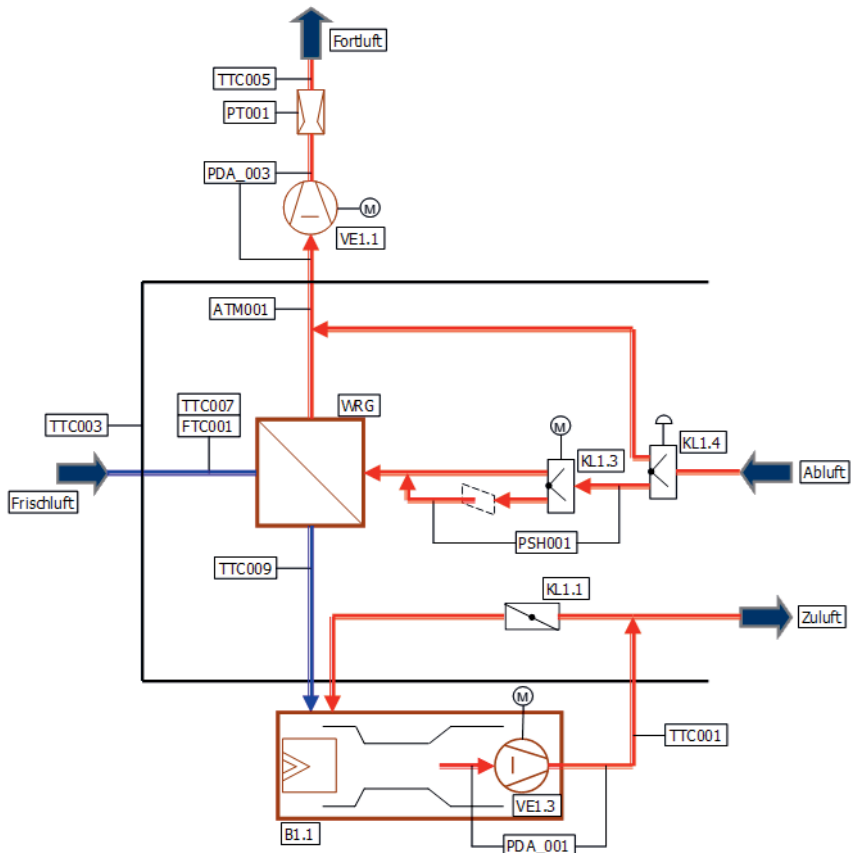 Fortluft
TTC005
PT001
PDA_003
M
VE1.1
ATM001
TTC007
FTC001
WRG
TTC003
M
KL1.3
KL1.4
Frischluft
Abluft
PSH001
TTC009
KL1.1
Zuluft
M
TTC001
VE1.3
B1.1
PDA_001